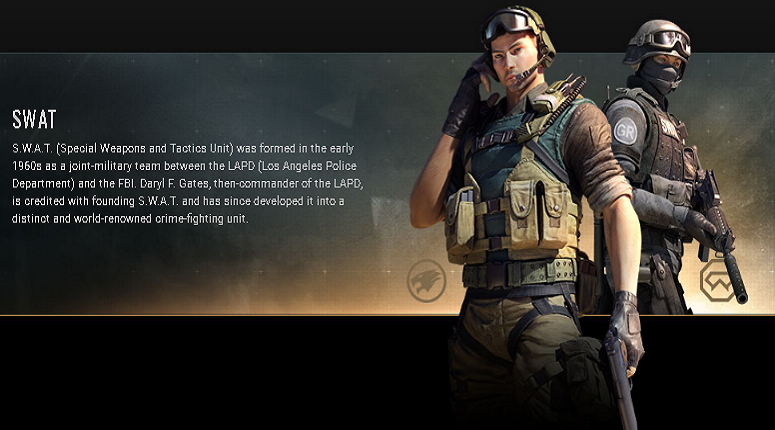 SWAT
S.W.A.T. (Special Weapons and Tactics Unit) was formed in the early
1960s as a joint-military team between the LAPD (Los Angeles Police
Department) and the FBI. Daryl F. Gates, then-commander of the LAPD,
is credited with founding S.W.A.T. and has since developed it into a
distinct and world-renowned crime-fighting unit.
GR